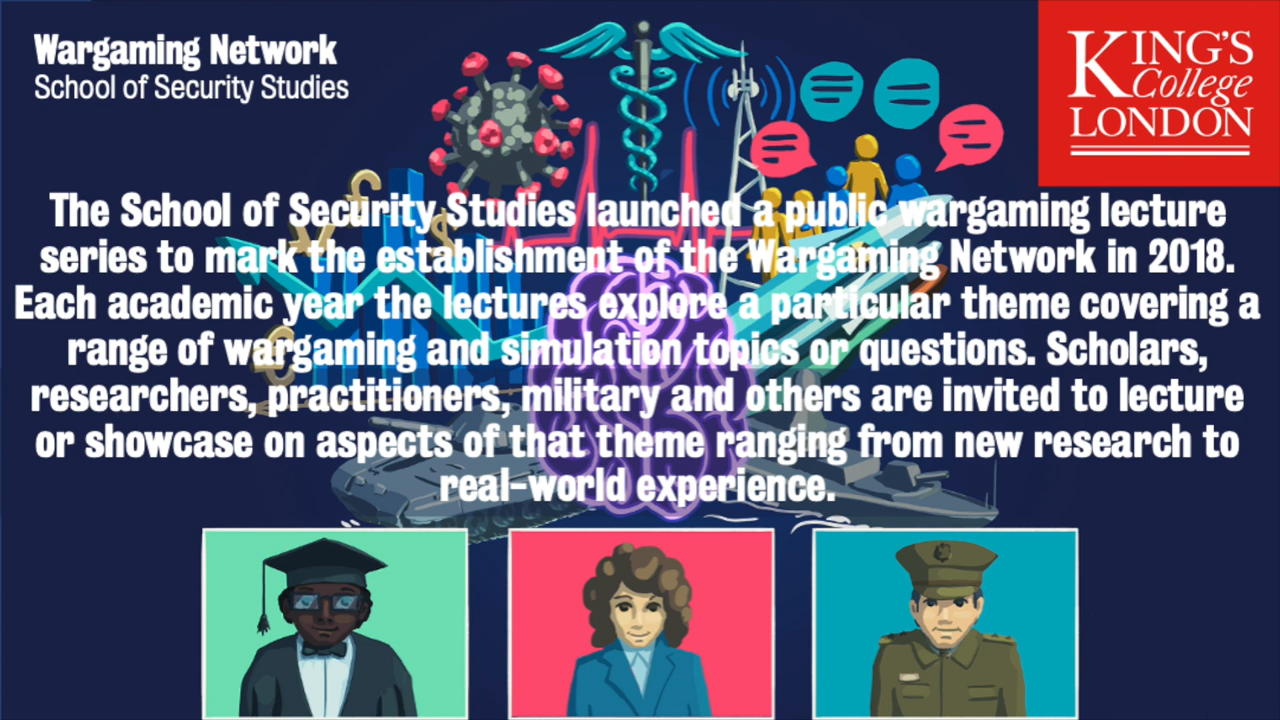 Wargaming Network
School of Security Studies
KING'S
College
LONDON
The School of Security Studies launched a public wargaming lecture
series to mark the establishment of the Wargaming Network in 2018.
Each academic year the lectures explore a particular theme covering a
range of wargaming and simulation topics or questions. Scholars,
researchers, practitioners, military and others are invited to lecture
or showcase on aspects of that theme ranging from new research to
real-world experience.